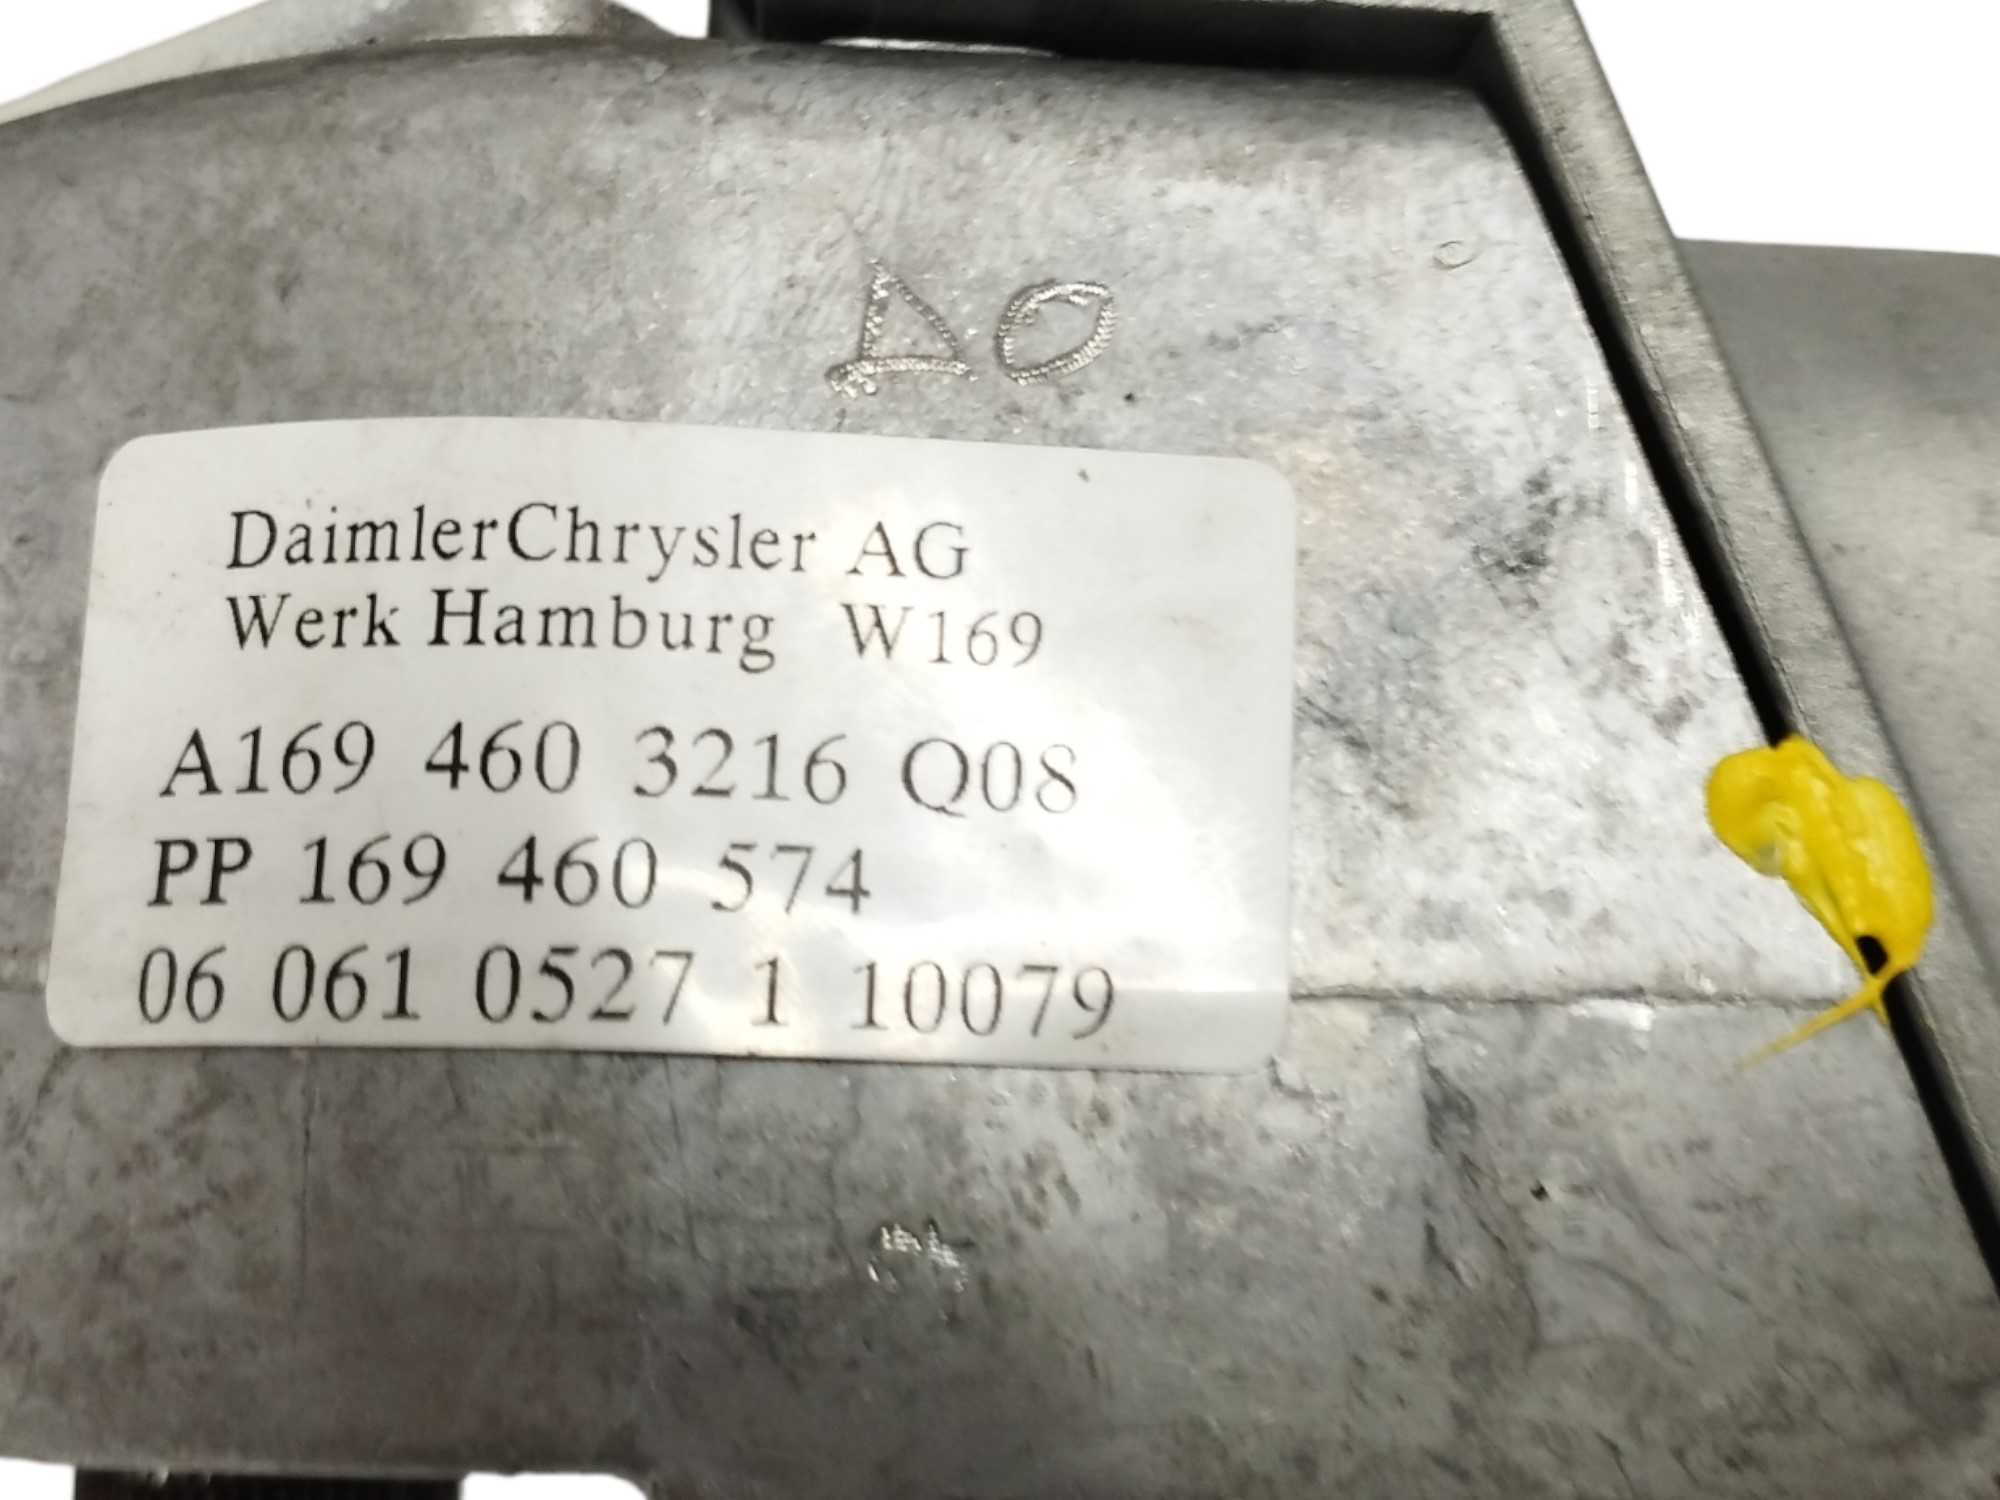 DaimlerChrysler AG
Werk Hamburg W169
A169 460 3216 Q08
PP 169 460 574
06 061 0527 1 10079